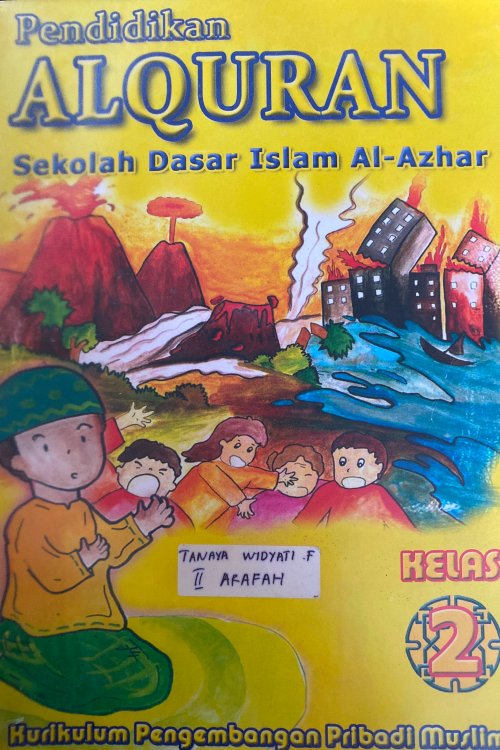 Pendidikan
ALQURAN
Sekolah Dasar Islam Al-Azhar
TANAYA WIDYATI .F
II ARAFAH
KELAS
2
Kurikulum Pengembangan Pribadi Muslim